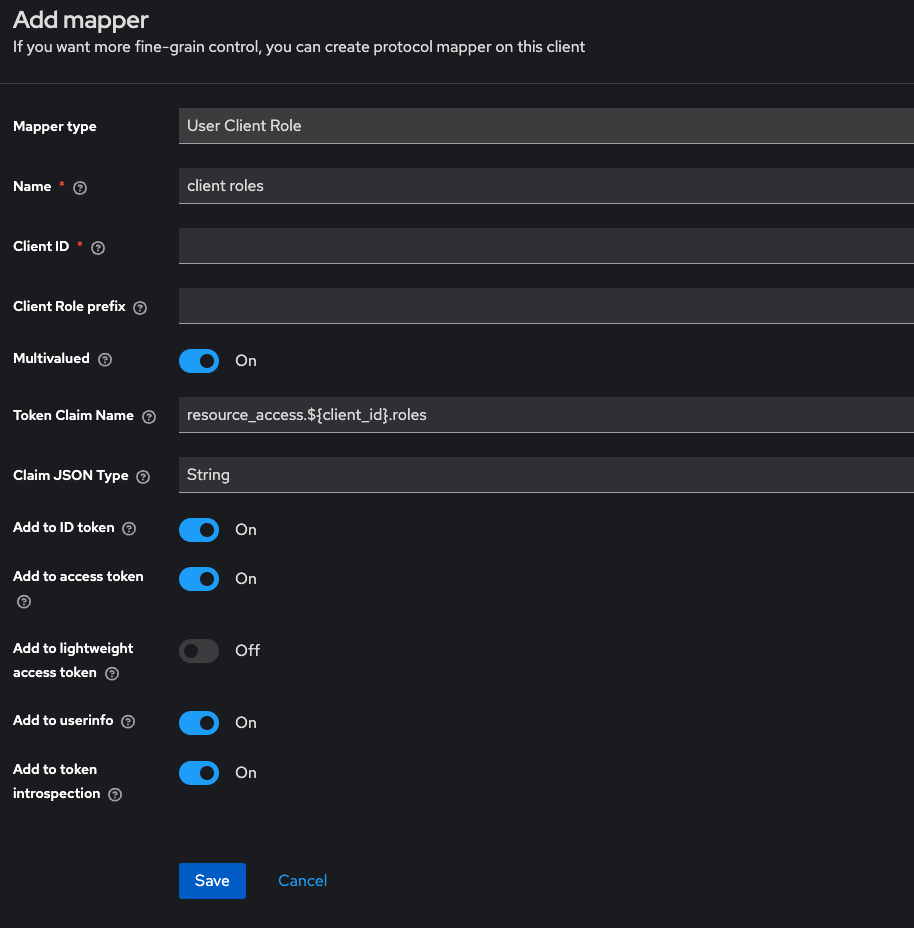 Add mapper
If you want more fine-grain control, you can create protocol mapper on this client
Mapper type
User Client Role
Name *
client roles
Client ID *
Client Role prefix
Multivalued
On
Token Claim Name
resource_access.${client_id}.roles
Claim JSON Type
String
Add to ID token
On
Add to access token
On
Add to lightweight
access token
Off
Add to userinfo
On
Add to token
introspection
On
Save
Cancel